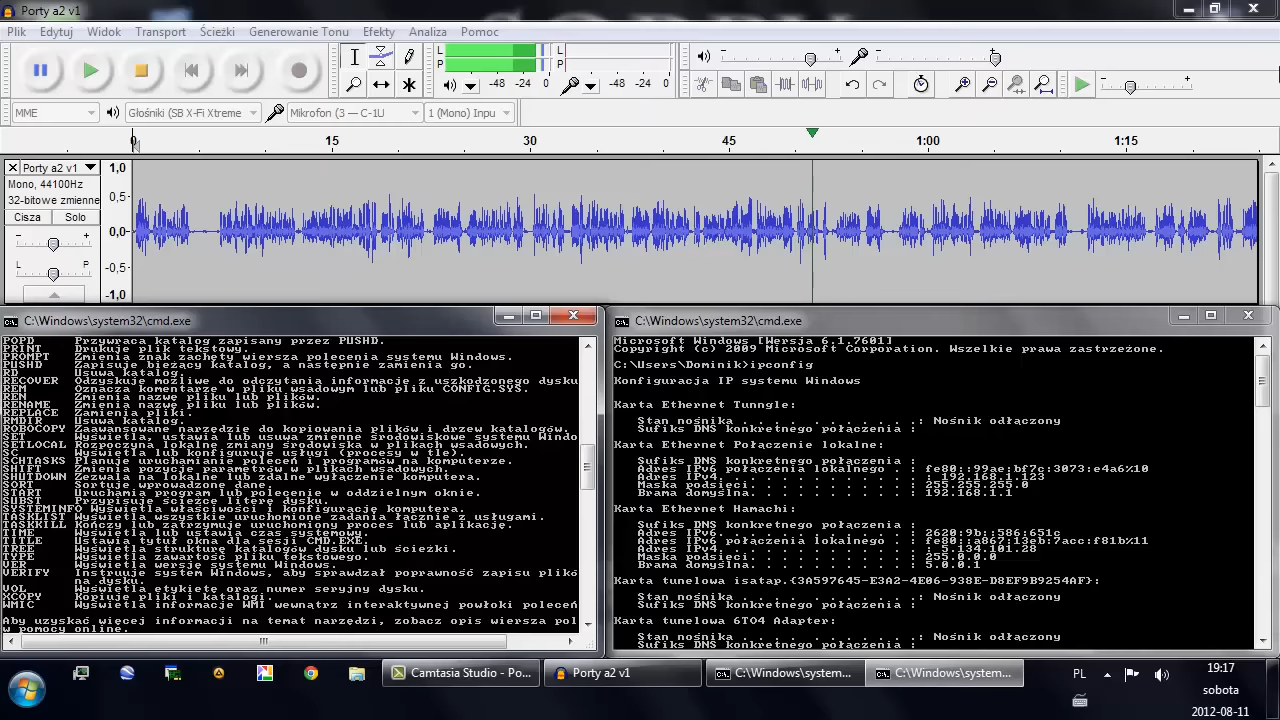 Porty a2 v1
Plik Edytuj Widok Transport Ścieżki Generowanie Tonu Efekty Analiza Pomoc
L
P
-48 -24 0
L
P
-48 -24 0
MME
Głośniki (SB X-Fi Xtreme
Mikrofon (3 — C-1U
1 (Mono) Inpu
0 15 30 45 1:00 1:15
Porty a2 v1
Mono, 44100Hz
32-bitowe zmienne
Cisza Solo
- +
L P
1,0
0,5
0,0
-0,5
-1,0
C:\Windows\system32\cmd.exe
POPD Przywraca katalog zapisany przez PUSHD.
PRINT Drukuje plik tekstowy.
PROMPT Zmienia znak zachęty wiersza polecenia systemu Windows.
PUSHD Zapisuje bieżący katalog, a następnie zamienia go.
RD Usuwa katalog.
RECOVER Odzyskuje możliwe do odczytania informacje z uszkodzonego dysku
REM Oznacza komentarze w pliku wsadowym lub pliku CONFIG.SYS.
REN Zmienia nazwę pliku lub plików.
RENAME Zmienia nazwę pliku lub plików.
REPLACE Zamienia pliki.
RMDIR Usuwa katalog.
ROBOCOPY Zaawansowane narzędzie do kopiowania plików i drzew katalogów.
SET Wyświetla, ustawia lub usuwa zmienne środowiskowe systemu Windo
SETLOCAL Rozpoczyna lokalne zmiany środowiska w plikach wsadowych.
SC Wyświetla lub konfiguruje usługi (procesy w tle).
SCHTASKS Planuje uruchomianie poleceń i programów na komputerze.
SHIFT Zmienia pozycję parametrów w plikach wsadowych.
SHUTDOWN Zezwala na lokalne lub zdalne wyłączenie komputera.
SORT Sortuje wprowadzone dane.
START Uruchamia program lub polecenie w oddzielnym oknie.
SUBST Przypisuje ścieżce literę dysku.
SYSTEMINFO Wyświetla właściwości i konfigurację komputera.
TASKLIST Wyświetla wszystkie uruchomione zadania łącznie z usługami.
TASKKILL Kończy lub zatrzymuje uruchomiony proces lub aplikację.
TIME Wyświetla lub ustawia czas systemowy.
TITLE Ustawia tytuł okna dla sesji CMD.EXE.
TREE Wyświetla strukturę katalogów dysku lub ścieżki.
TYPE Wyświetla zawartość pliku tekstowego.
VER Wyświetla wersję systemu Windows.
VERIFY Instruuje system Windows, aby sprawdzał poprawność zapisu plikó
na dysku.
VOL Wyświetla etykietę oraz numer seryjny dysku.
XCOPY Kopiuje pliki i katalogi.
WMIC Wyświetla informacje WMI wewnątrz interaktywnej powłoki poleceń
Aby uzyskać więcej informacji na temat narzędzi, zobacz opis wiersza pol
w pomocy online.
C:\Windows\system32\cmd.exe
Microsoft Windows [Wersja 6.1.7601]
Copyright (c) 2009 Microsoft Corporation. Wszelkie prawa zastrzeżone.
C:\Users\Dominik>ipconfig
Konfiguracja IP systemu Windows
Karta Ethernet Tunngle:
Stan nośnika . . . . . . . . . . .: Nośnik odłączony
Sufiks DNS konkretnego połączenia :
Karta Ethernet Połączenie lokalne:
Sufiks DNS konkretnego połączenia :
Adres IPv6 połączenia lokalnego . : fe80::99ae:bf7c:3073:e4a6%10
Adres IPv4. . . . . . . . . . . . . : 192.168.1.123
Maska podsieci. . . . . . . . . . : 255.255.255.0
Brama domyślna. . . . . . . . . . : 192.168.1.1
Karta Ethernet Hamachi:
Sufiks DNS konkretnego połączenia :
Adres IPv6. . . . . . . . . . . . : 2620:9b::586:651c
Adres IPv6 połączenia lokalnego . : fe80::a867:13eb:7acc:f81b%11
Adres IPv4. . . . . . . . . . . . . : 5.134.101.28
Maska podsieci. . . . . . . . . . : 255.0.0.0
Brama domyślna. . . . . . . . . . : 5.0.0.1
Karta tunelowa isatap.{3A597645-E3A2-4E06-938E-D8EF9B9254AF}:
Stan nośnika . . . . . . . . . . .: Nośnik odłączony
Sufiks DNS konkretnego połączenia :
Karta tunelowa 6TO4 Adapter:
Stan nośnika . . . . . . . . . . .: Nośnik odłączony
Sufiks DNS konkretnego połączenia :
Camtasia Studio - Po...
Porty a2 v1
C:\Windows\system...
C:\Windows\system...
PL
19:17
sobota
2012-08-11